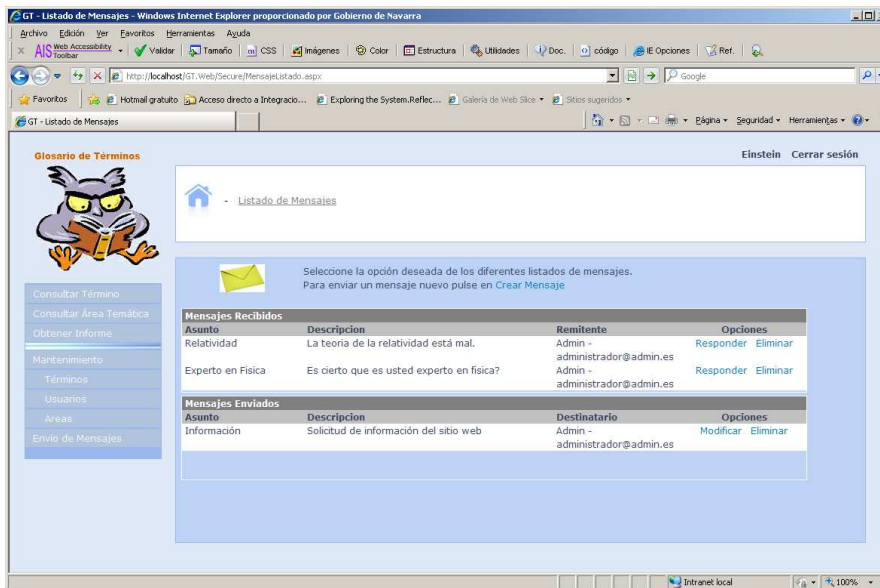 GT - Listado de Mensajes - Windows Internet Explorer proporcionado por Gobierno de Navarra
Archivo Edición Ver Favoritos Herramientas Ayuda
x AIS Web Accessibility Toolbar Validar Tamaño CSS Imágenes Color Estructura Utilidades Doc. código IE Opciones Ref.
http://localhost/GT.Web/Secure/MensajeListado.aspx Google
Favoritos Hotmail gratuito Acceso directo a Integracio... Exploring the System.Reflec... Galería de Web Slice Sitios sugeridos
GT - Listado de Mensajes Página Seguridad Herramientas
Glosario de Términos Einstein Cerrar sesión
- Listado de Mensajes
Seleccione la opción deseada de los diferentes listados de mensajes.
Para enviar un mensaje nuevo pulse en Crear Mensaje
Consultar Término
Consultar Área Temática
Obtener Informe
Mantenimiento
Términos
Usuarios
Areas
Envío de Mensajes
Mensajes Recibidos
Asunto Descripcion Remitente Opciones
Relatividad La teoria de la relatividad está mal. Admin - Responder Eliminar
administrador@admin.es
Experto en Fisica Es cierto que es usted experto en fisica? Admin - Responder Eliminar
administrador@admin.es
Mensajes Enviados
Asunto Descripcion Destinatario Opciones
Información Solicitud de información del sitio web Admin - Modificar Eliminar
administrador@admin.es
Intranet local 100%